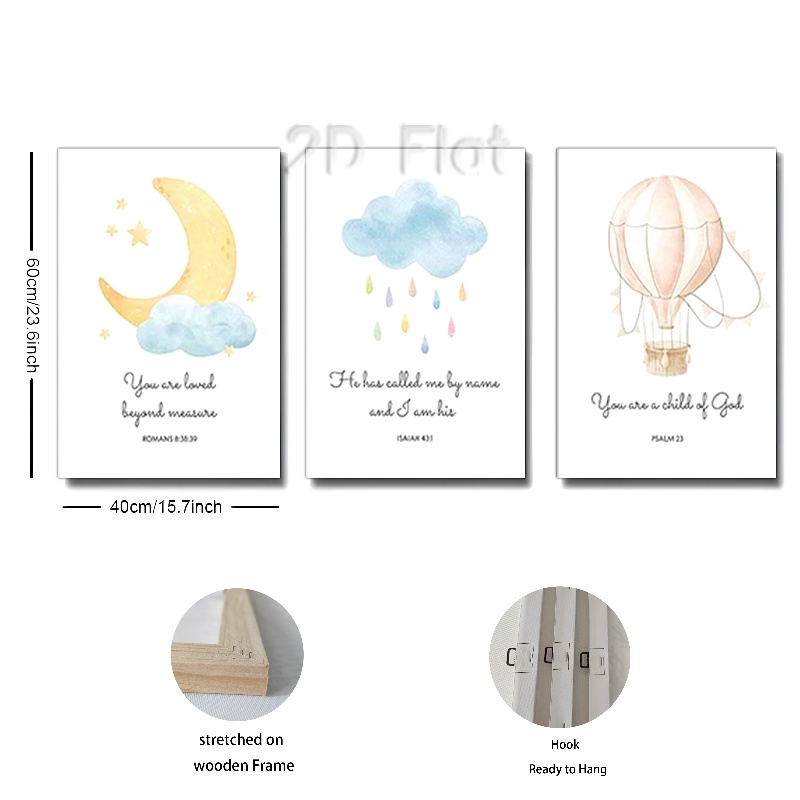 2D Flat
60cm/23.6inch
You are loved
beyond measure
ROMANS 8:38-39
He has called me by name
and I am his
ISAIAH 43:1
You are a child of God
PSALM 23
40cm/15.7inch
stretched on
wooden Frame
Hook
Ready to Hang